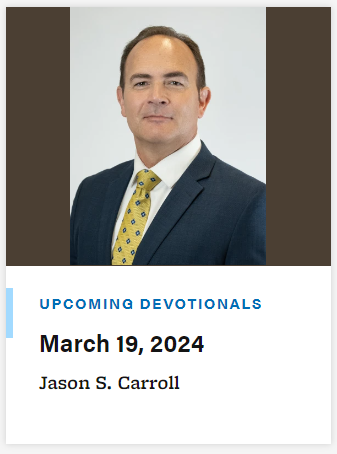 UPCOMING DEVOTIONALS
March 19, 2024
Jason S. Carroll